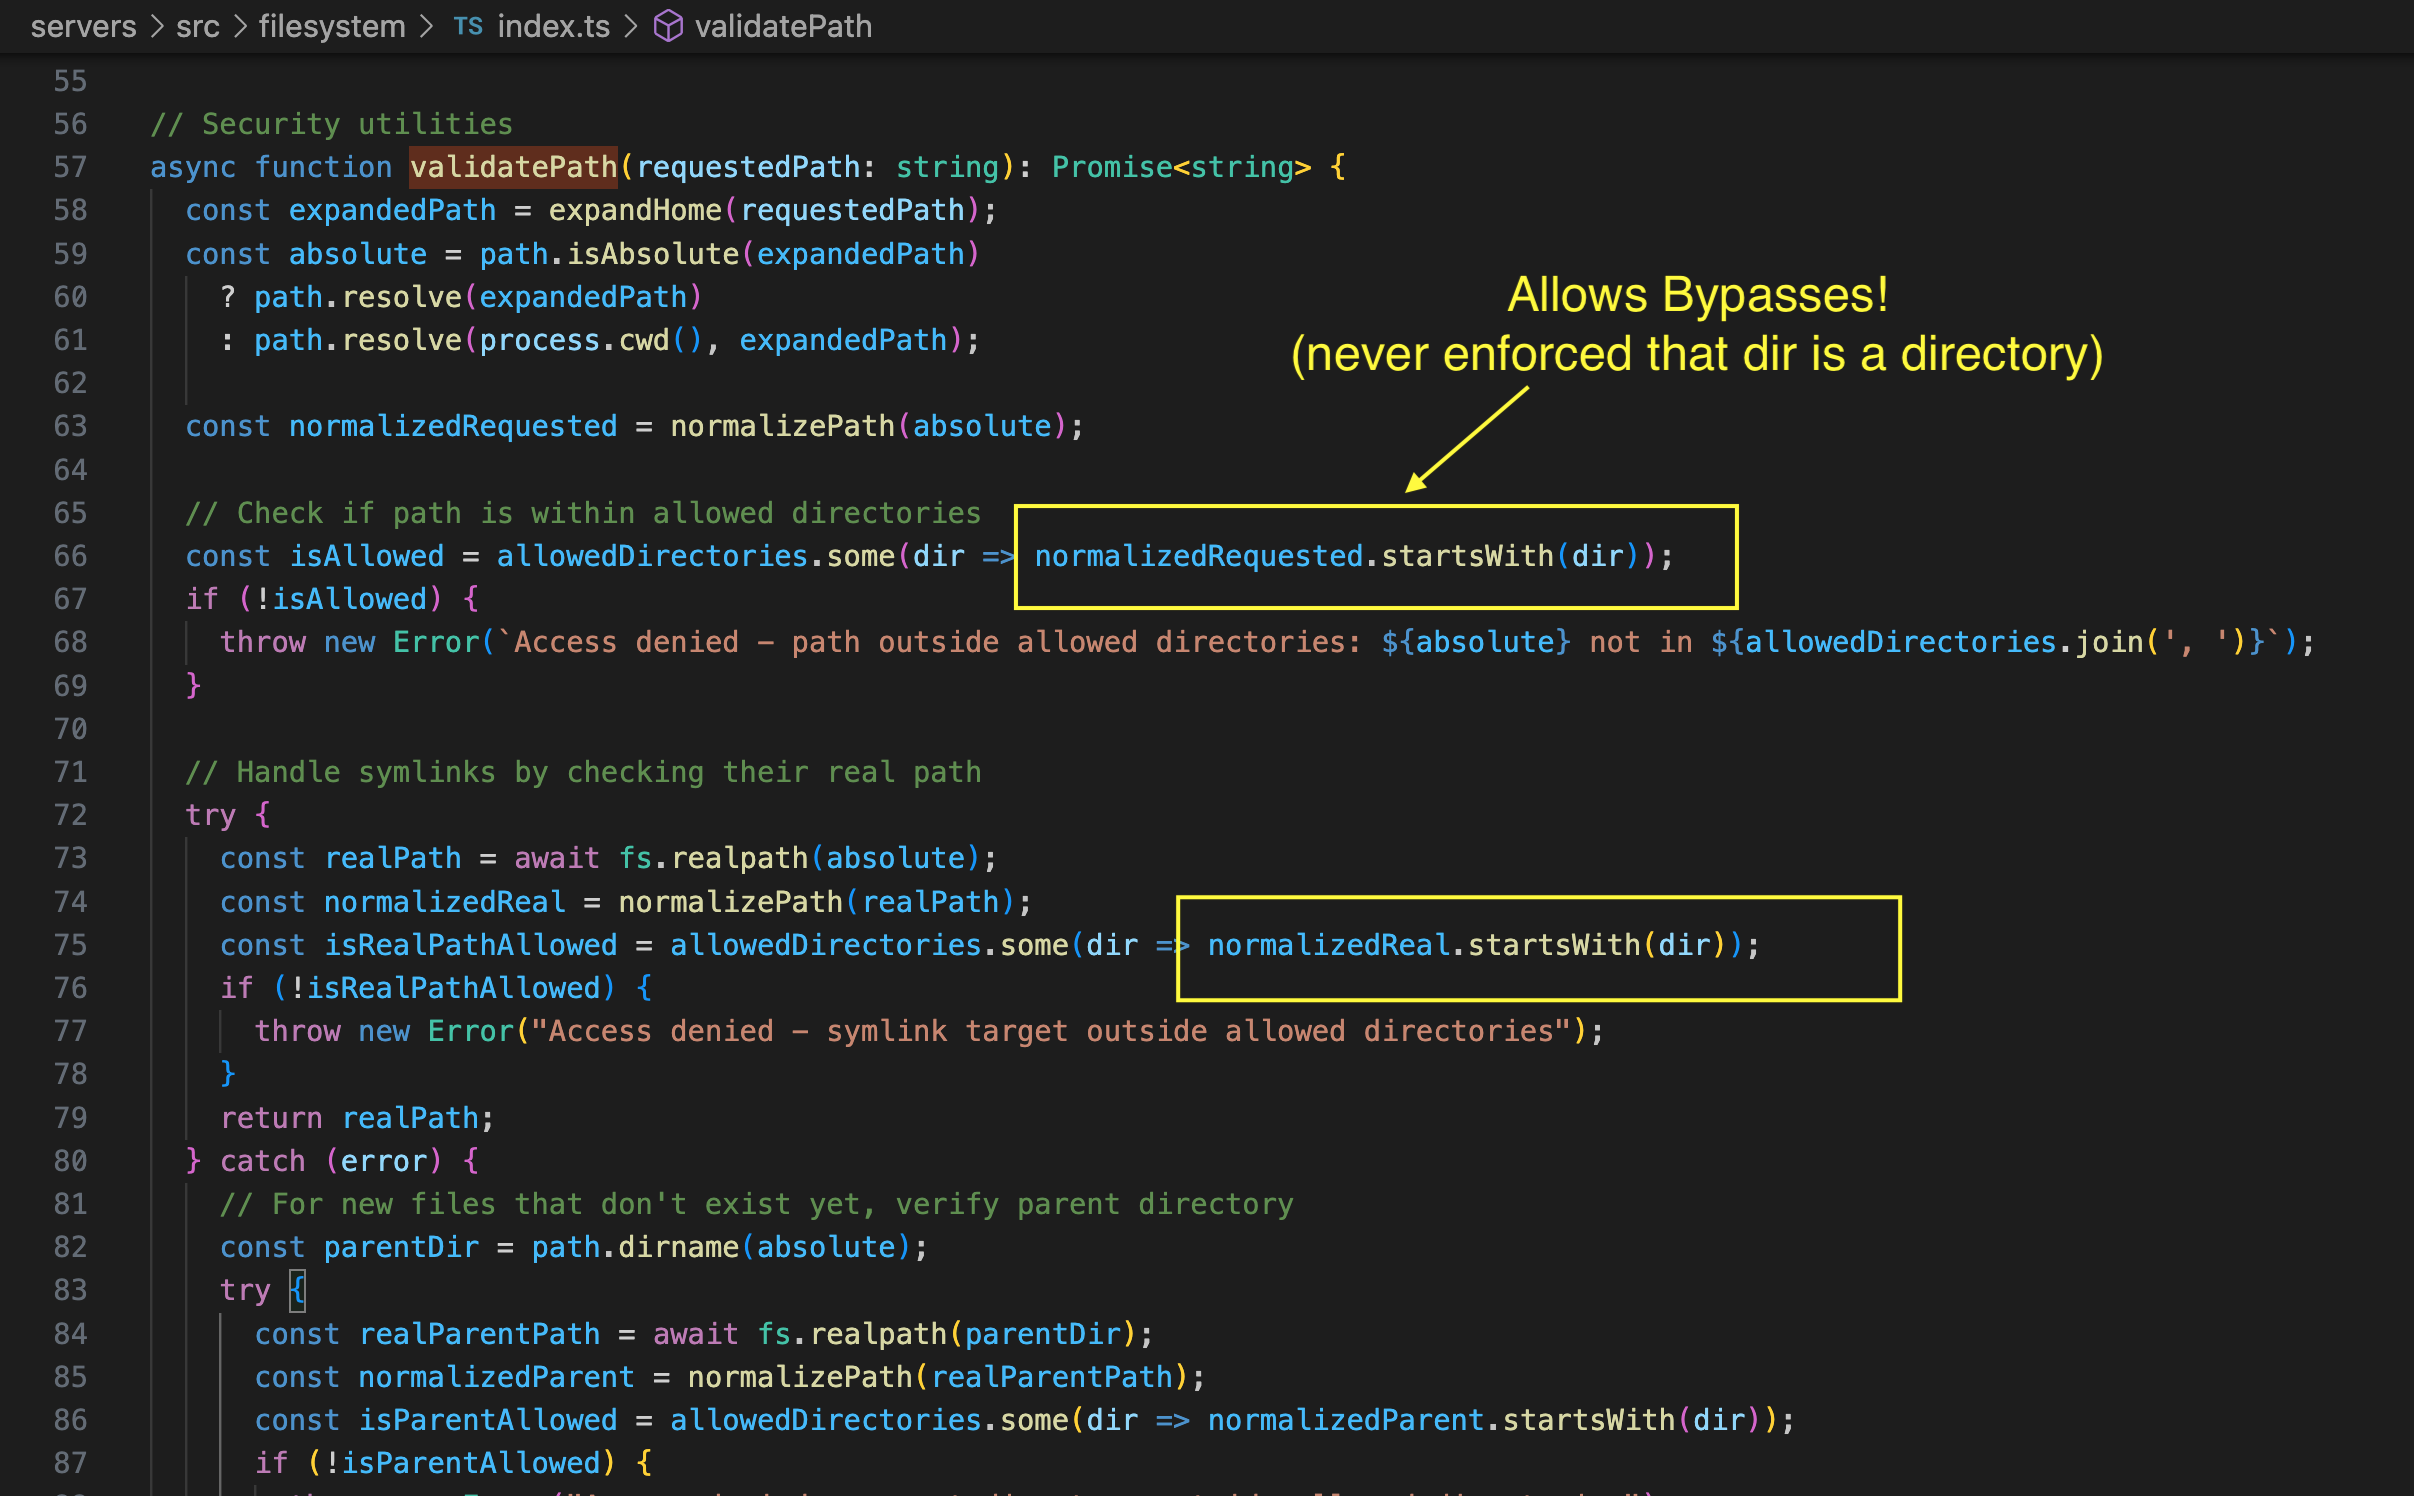 servers > src > filesystem > TS index.ts > validatePath
55
56 // Security utilities
57 async function validatePath(requestedPath: string): Promise<string> {
58 const expandedPath = expandHome(requestedPath);
59 const absolute = path.isAbsolute(expandedPath)
60 ? path.resolve(expandedPath)
61 : path.resolve(process.cwd(), expandedPath);
Allows Bypasses!
(never enforced that dir is a directory)
62
63 const normalizedRequested = normalizePath(absolute);
64
65 // Check if path is within allowed directories
66 const isAllowed = allowedDirectories.some(dir => normalizedRequested.startsWith(dir));
67 if (!isAllowed) {
68 throw new Error(`Access denied - path outside allowed directories: ${absolute} not in ${allowedDirectories.join(', ')}`);
69 }
70
71 // Handle symlinks by checking their real path
72 try {
73 const realPath = await fs.realpath(absolute);
74 const normalizedReal = normalizePath(realPath);
75 const isRealPathAllowed = allowedDirectories.some(dir => normalizedReal.startsWith(dir));
76 if (!isRealPathAllowed) {
77 throw new Error("Access denied - symlink target outside allowed directories");
78 }
79 return realPath;
80 } catch (error) {
81 // For new files that don't exist yet, verify parent directory
82 const parentDir = path.dirname(absolute);
83 try {
84 const realParentPath = await fs.realpath(parentDir);
85 const normalizedParent = normalizePath(realParentPath);
86 const isParentAllowed = allowedDirectories.some(dir => normalizedParent.startsWith(dir));
87 if (!isParentAllowed) {